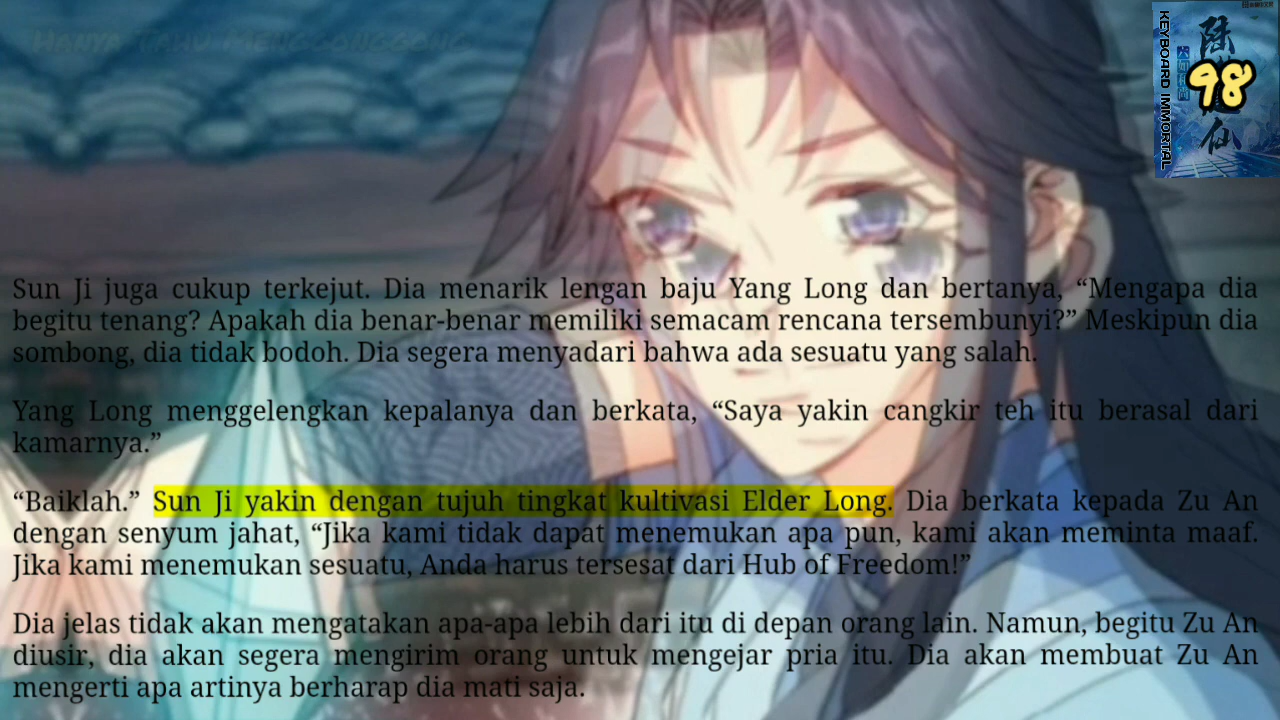 HANYA TAHU MENGGONGGONG
KEYBOARD IMMORTAL
98
仙
Sun Ji juga cukup terkejut. Dia menarik lengan baju Yang Long dan bertanya, “Mengapa dia
begitu tenang? Apakah dia benar-benar memiliki semacam rencana tersembunyi?” Meskipun dia
sombong, dia tidak bodoh. Dia segera menyadari bahwa ada sesuatu yang salah.
Yang Long menggelengkan kepalanya dan berkata, “Saya yakin cangkir teh itu berasal dari
kamarnya.”
“Baiklah.” Sun Ji yakin dengan tujuh tingkat kultivasi Elder Long. Dia berkata kepada Zu An
dengan senyum jahat, “Jika kami tidak dapat menemukan apa pun, kami akan meminta maaf.
Jika kami menemukan sesuatu, Anda harus tersesat dari Hub of Freedom!”
Dia jelas tidak akan mengatakan apa-apa lebih dari itu di depan orang lain. Namun, begitu Zu An
diusir, dia akan segera mengirim orang untuk mengejar pria itu. Dia akan membuat Zu An
mengerti apa artinya berharap dia mati saja.